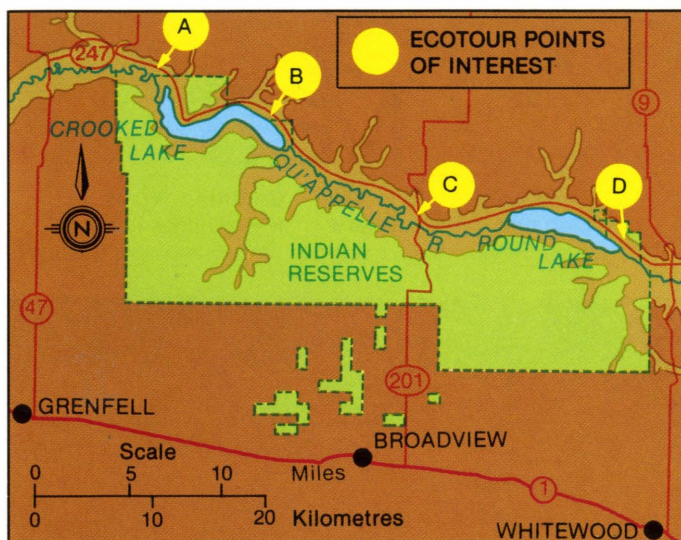 A
247
ECOTOUR POINTS
OF INTEREST
B
9
CROOKED
LAKE
QU'APPELLE R
C
D
ROUND
LAKE
N
INDIAN
RESERVES
47
201
GRENFELL
BROADVIEW
Scale
0 5 10 Miles
0 10 20 Kilometres
1
WHITEWOOD